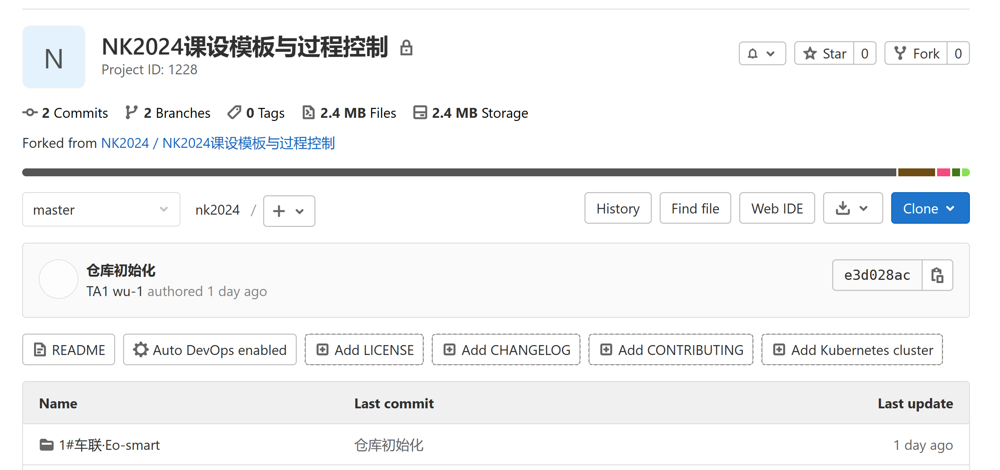 N
NK2024课设模板与过程控制
Project ID: 1228
Star 0
Fork 0
2 Commits 2 Branches 0 Tags 2.4 MB Files 2.4 MB Storage
Forked from NK2024 / NK2024课设模板与过程控制
master nk2024 / History Find file Web IDE Clone
仓库初始化
TA1 wu-1 authored 1 day ago
e3d028ac
README Auto DevOps enabled Add LICENSE Add CHANGELOG Add CONTRIBUTING Add Kubernetes cluster
Name Last commit Last update
1#车联·Eo-smart 仓库初始化 1 day ago